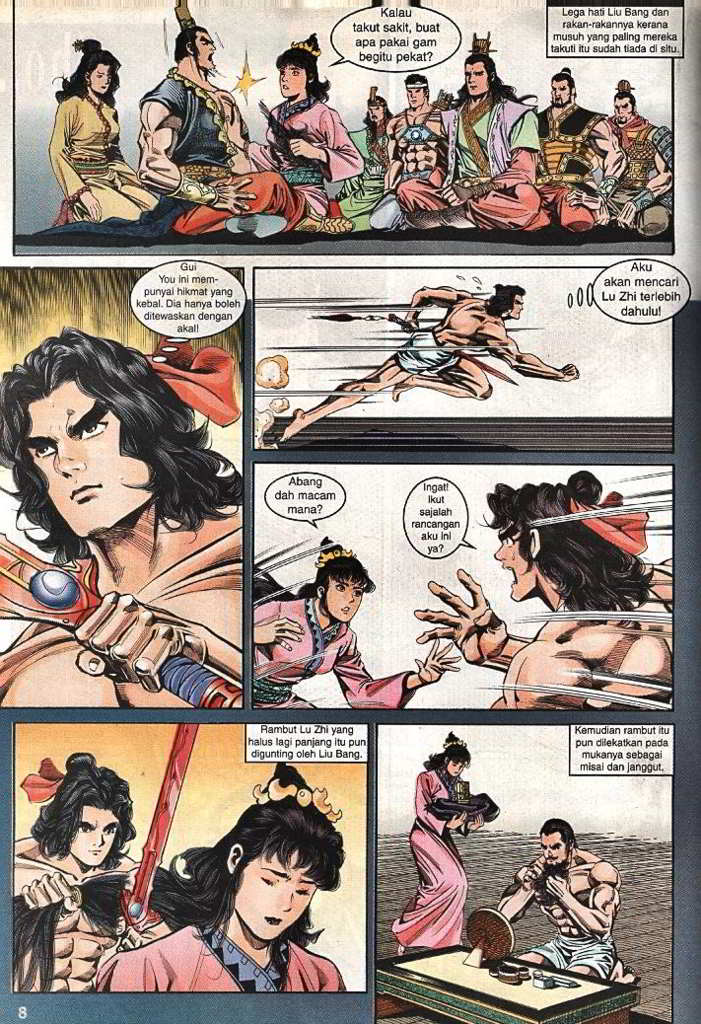 Kalau
takut sakit, buat
apa pakai gam
begitu pekat?
Lega hati Liu Bang dan
rakan-rakannya kerana
musuh yang paling mereka
takuti itu sudah tiada di situ.
Gui
You ini mem-
punyai hikmat yang
kebal. Dia hanya boleh
ditewaskan dengan
akal!
Aku
akan mencari
Lu Zhi terlebih
dahulu!
Abang
dah macam
mana?
Ingat!
Ikut
sajalah
rancangan
aku ini
ya?
Rambut Lu Zhi yang
halus lagi panjang itu pun
digunting oleh Liu Bang.
Kemudian rambut itu
pun dilekatkan pada
mukanya sebagai
misai dan janggut.
8